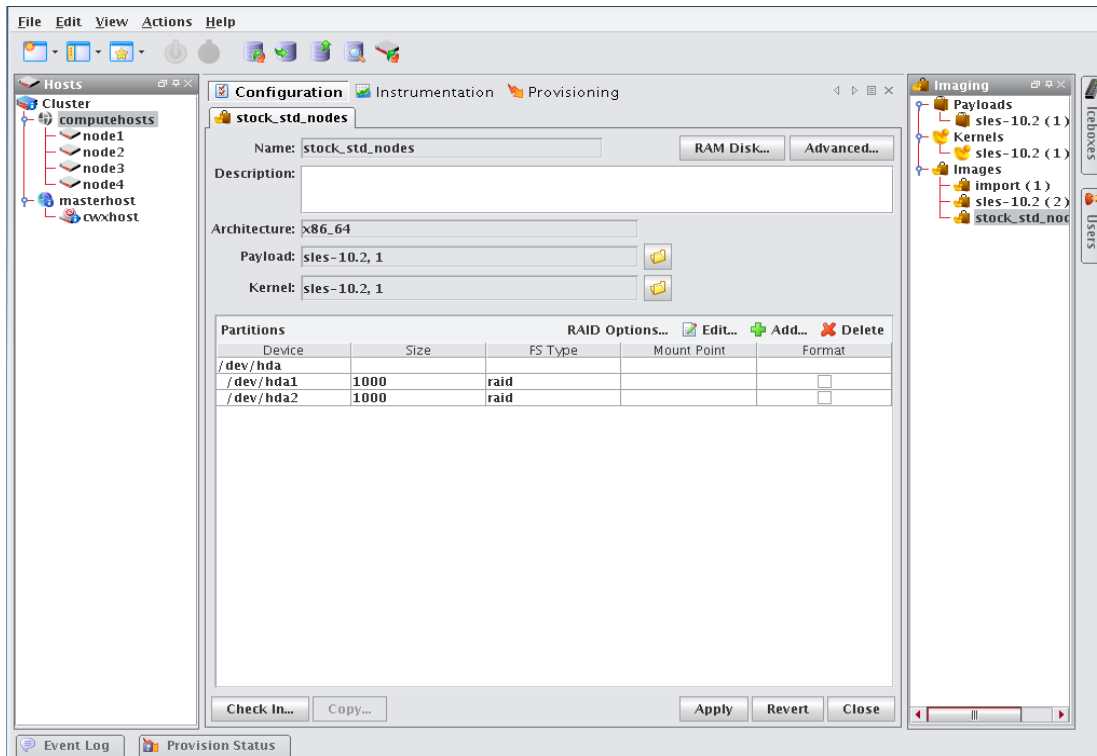 File Edit View Actions Help
Hosts
Cluster
computehosts
node1
node2
node3
node4
masterhost
cwxhost
Configuration Instrumentation Provisioning
stock_std_nodes
Name: stock_std_nodes RAM Disk... Advanced...
Description:
Architecture: x86_64
Payload: sles-10.2, 1
Kernel: sles-10.2, 1
Partitions RAID Options... Edit... Add... Delete
Device Size FS Type Mount Point Format
/dev/hda
/dev/hda1 1000 raid
/dev/hda2 1000 raid
Check In... Copy... Apply Revert Close
Imaging
Payloads
sles-10.2 (1)
Kernels
sles-10.2 (1)
Images
import (1)
sles-10.2 (2)
stock_std_nod
Iceboxes
Users
Event Log Provision Status